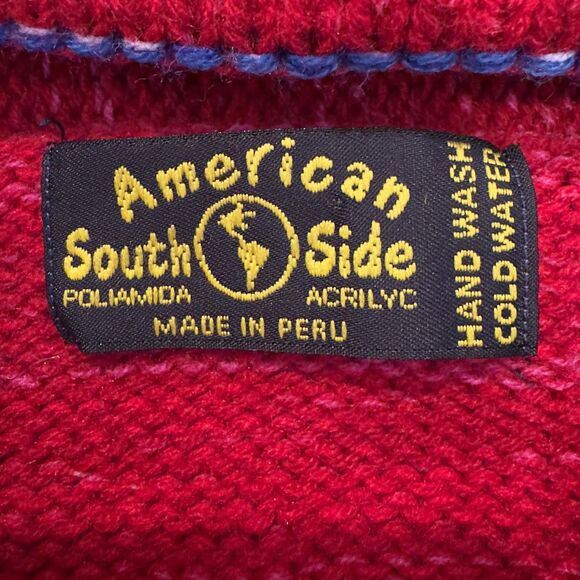 American
South Side
POLIAMIDA ACRILYC
MADE IN PERU
HAND WASH
COLD WATER